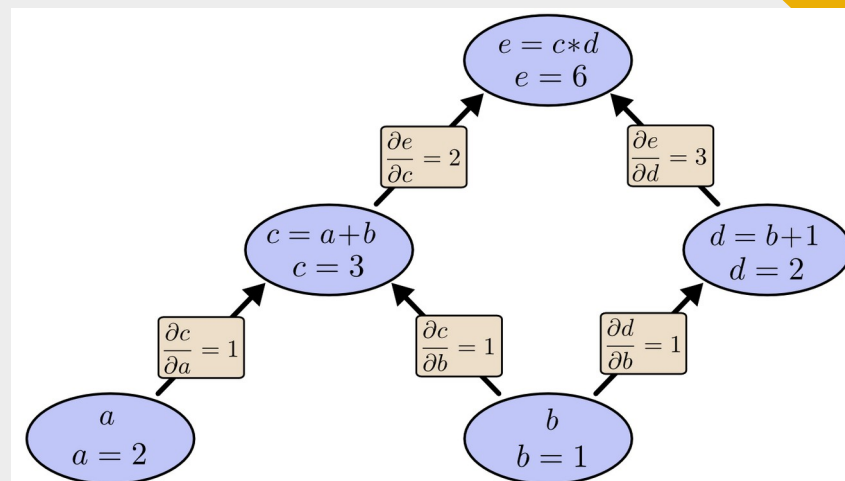 e = c*d
e = 6
∂e/∂c = 2
∂e/∂d = 3
c = a+b
c = 3
d = b+1
d = 2
∂c/∂a = 1
∂c/∂b = 1
∂d/∂b = 1
a
a = 2
b
b = 1